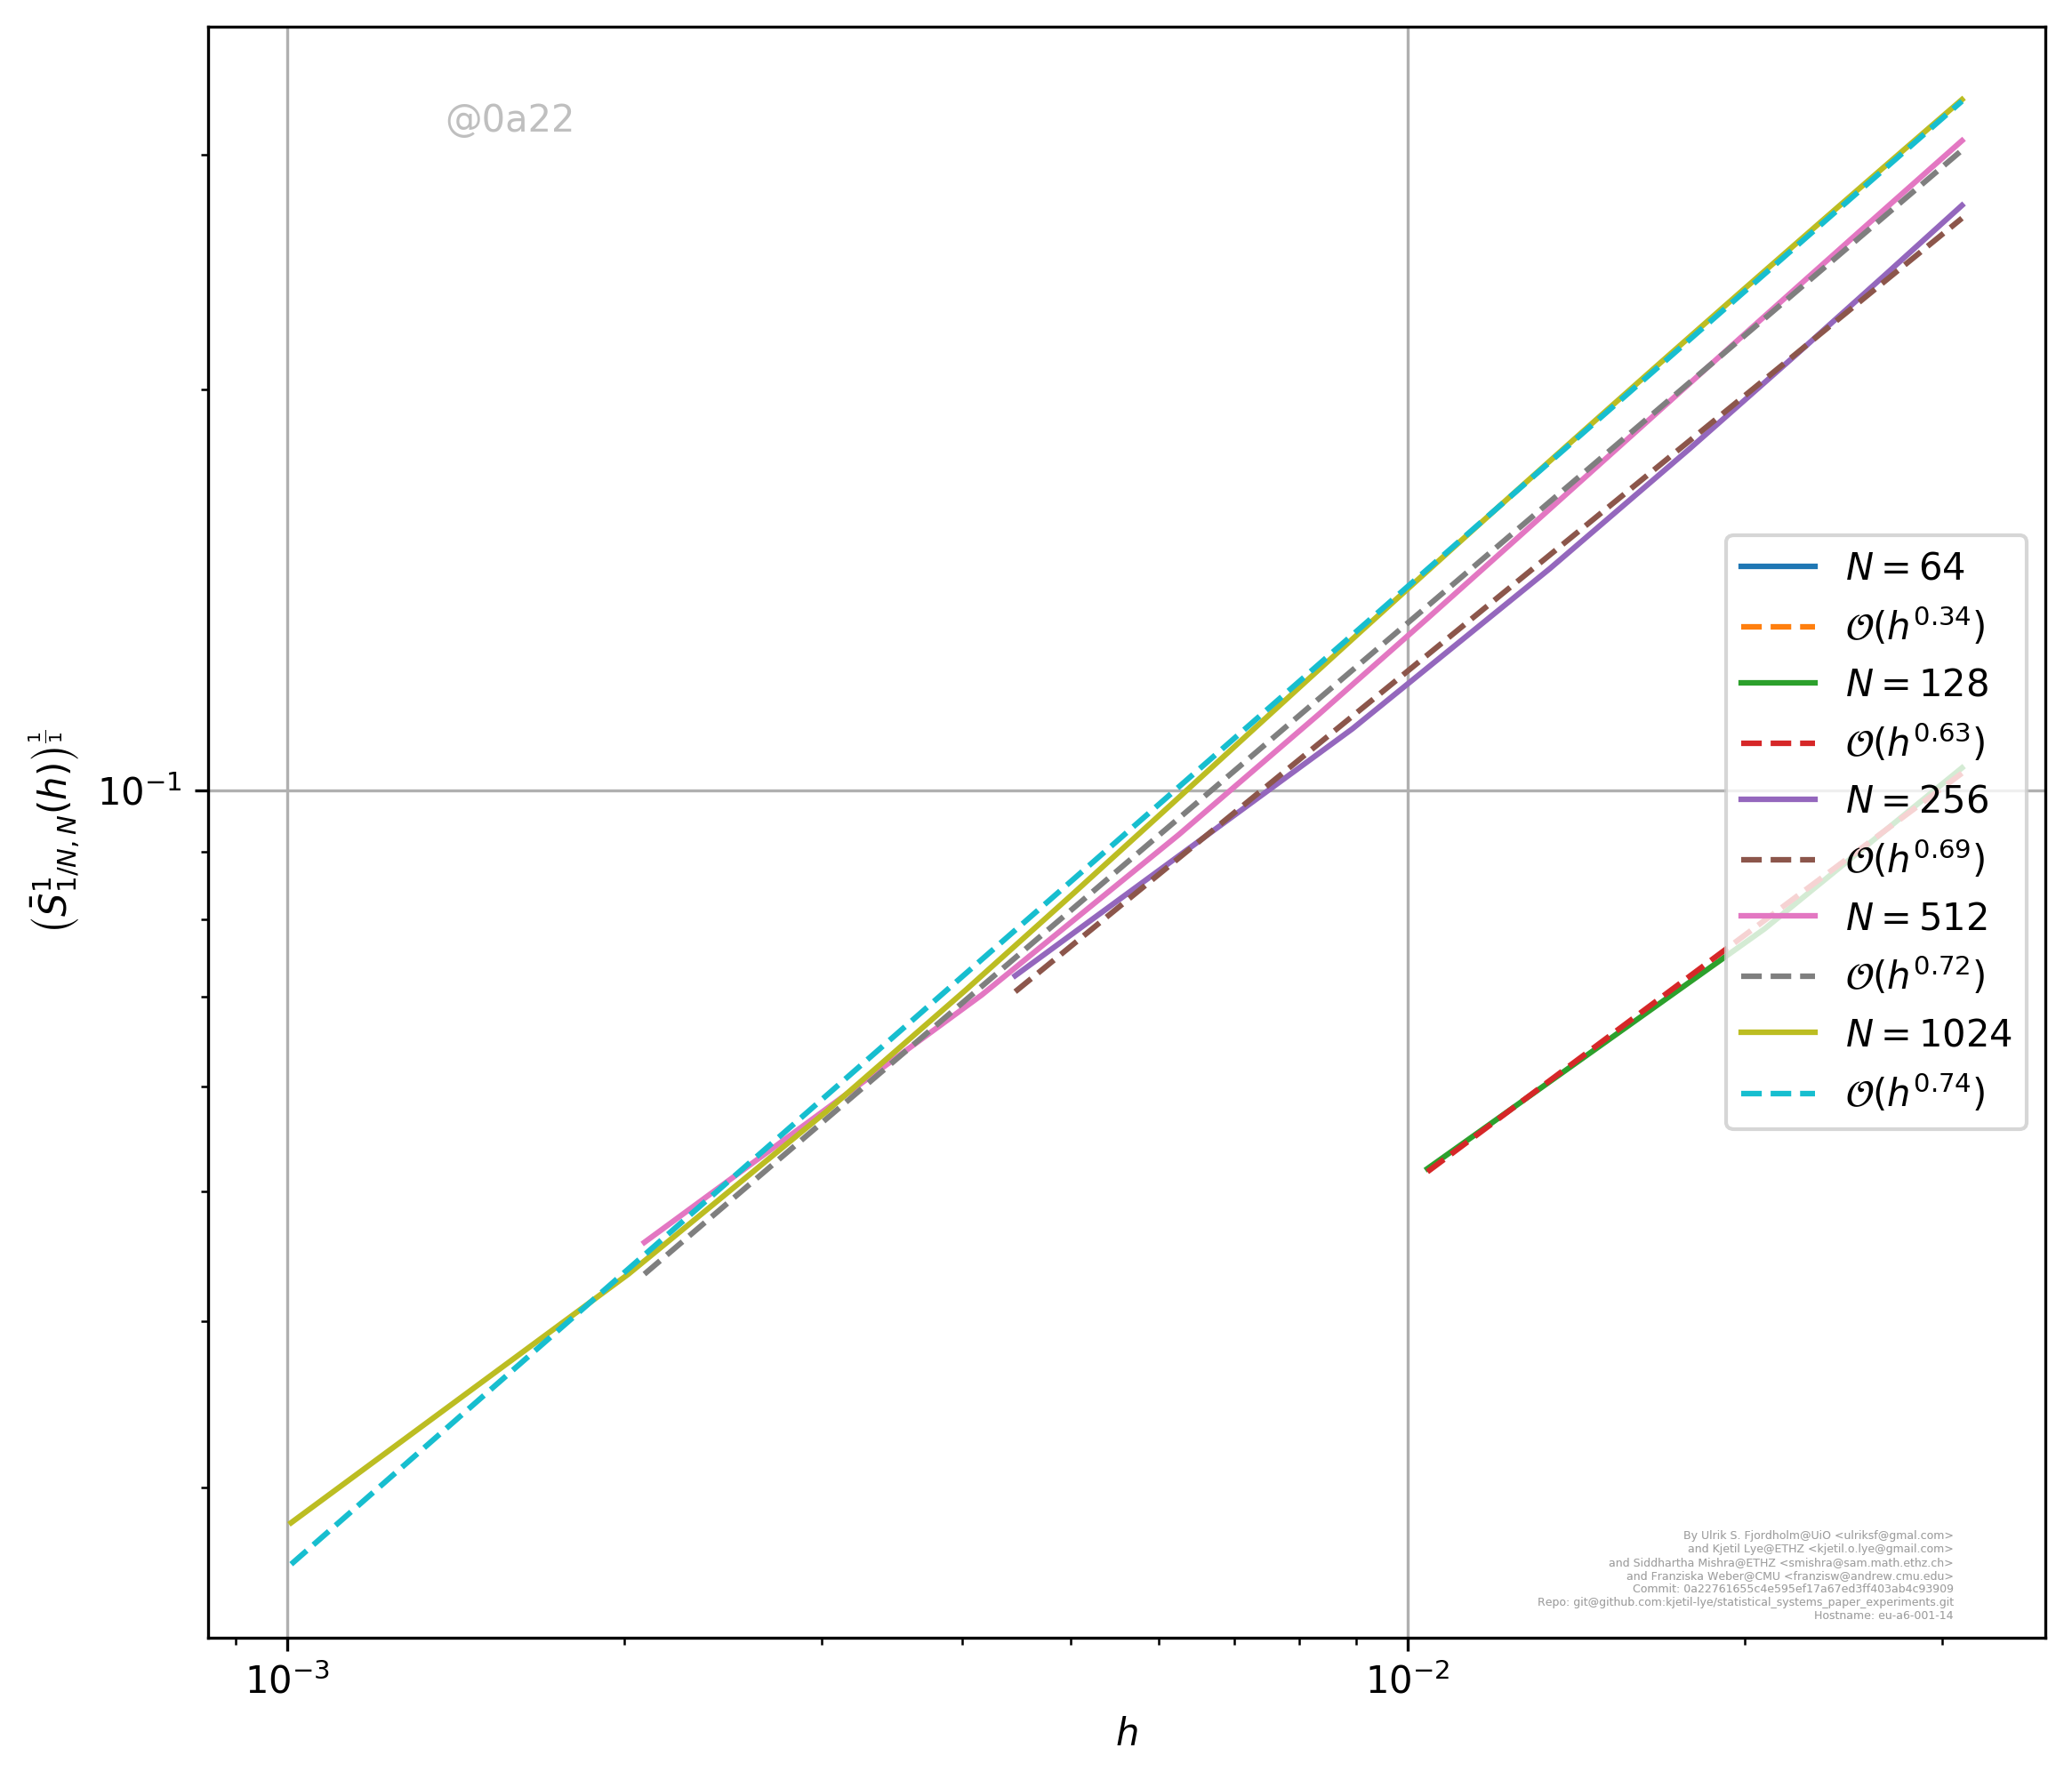 @0a22
(S̄¹_{1/N, N}(h))^{1/1}
10⁻¹
N = 64
𝒪(h^{0.34})
N = 128
𝒪(h^{0.63})
N = 256
𝒪(h^{0.69})
N = 512
𝒪(h^{0.72})
N = 1024
𝒪(h^{0.74})
By Ulrik S. Fjordholm@UiO <ulriksf@gmal.com>
and Kjetil Lye@ETHZ <kjetil.o.lye@gmail.com>
and Siddhartha Mishra@ETHZ <smishra@sam.math.ethz.ch>
and Franziska Weber@CMU <franzisw@andrew.cmu.edu>
Commit: 0a22761655c4e595ef17a67ed3ff403ab4c93909
Repo: git@github.com:kjetil-lye/statistical_systems_paper_experiments.git
Hostname: eu-a6-001-14
10⁻³ 10⁻²
h